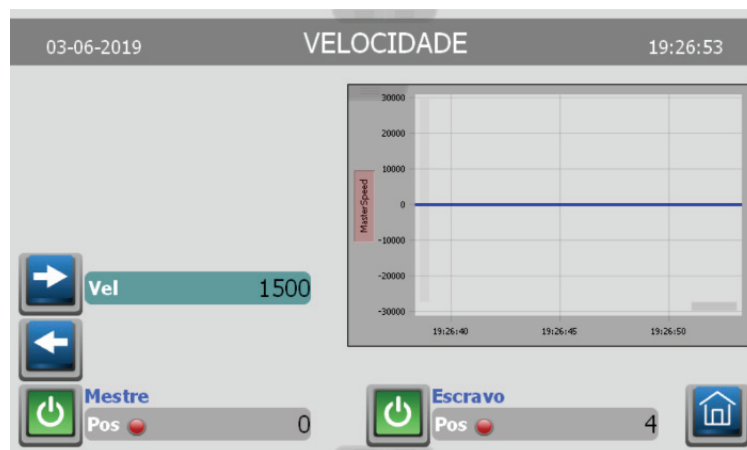 03-06-2019 VELOCIDADE 19:26:53
30000
20000
10000
0
-10000
-20000
-30000
MasterSpeed
19:26:40 19:26:45 19:26:50
Vel 1500
Mestre
Pos 0
Escravo
Pos 4